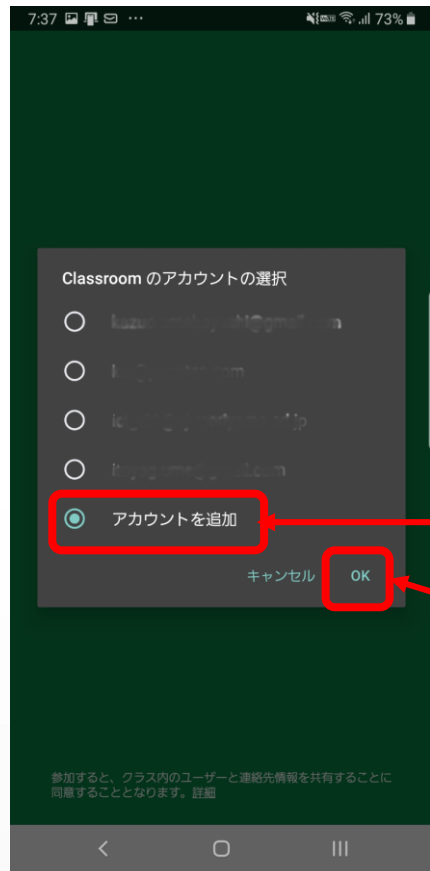 7:37
73%
Classroom のアカウントの選択
アカウントを追加
キャンセル OK
参加すると、クラス内のユーザーと連絡先情報を共有することに
同意することとなります。詳細